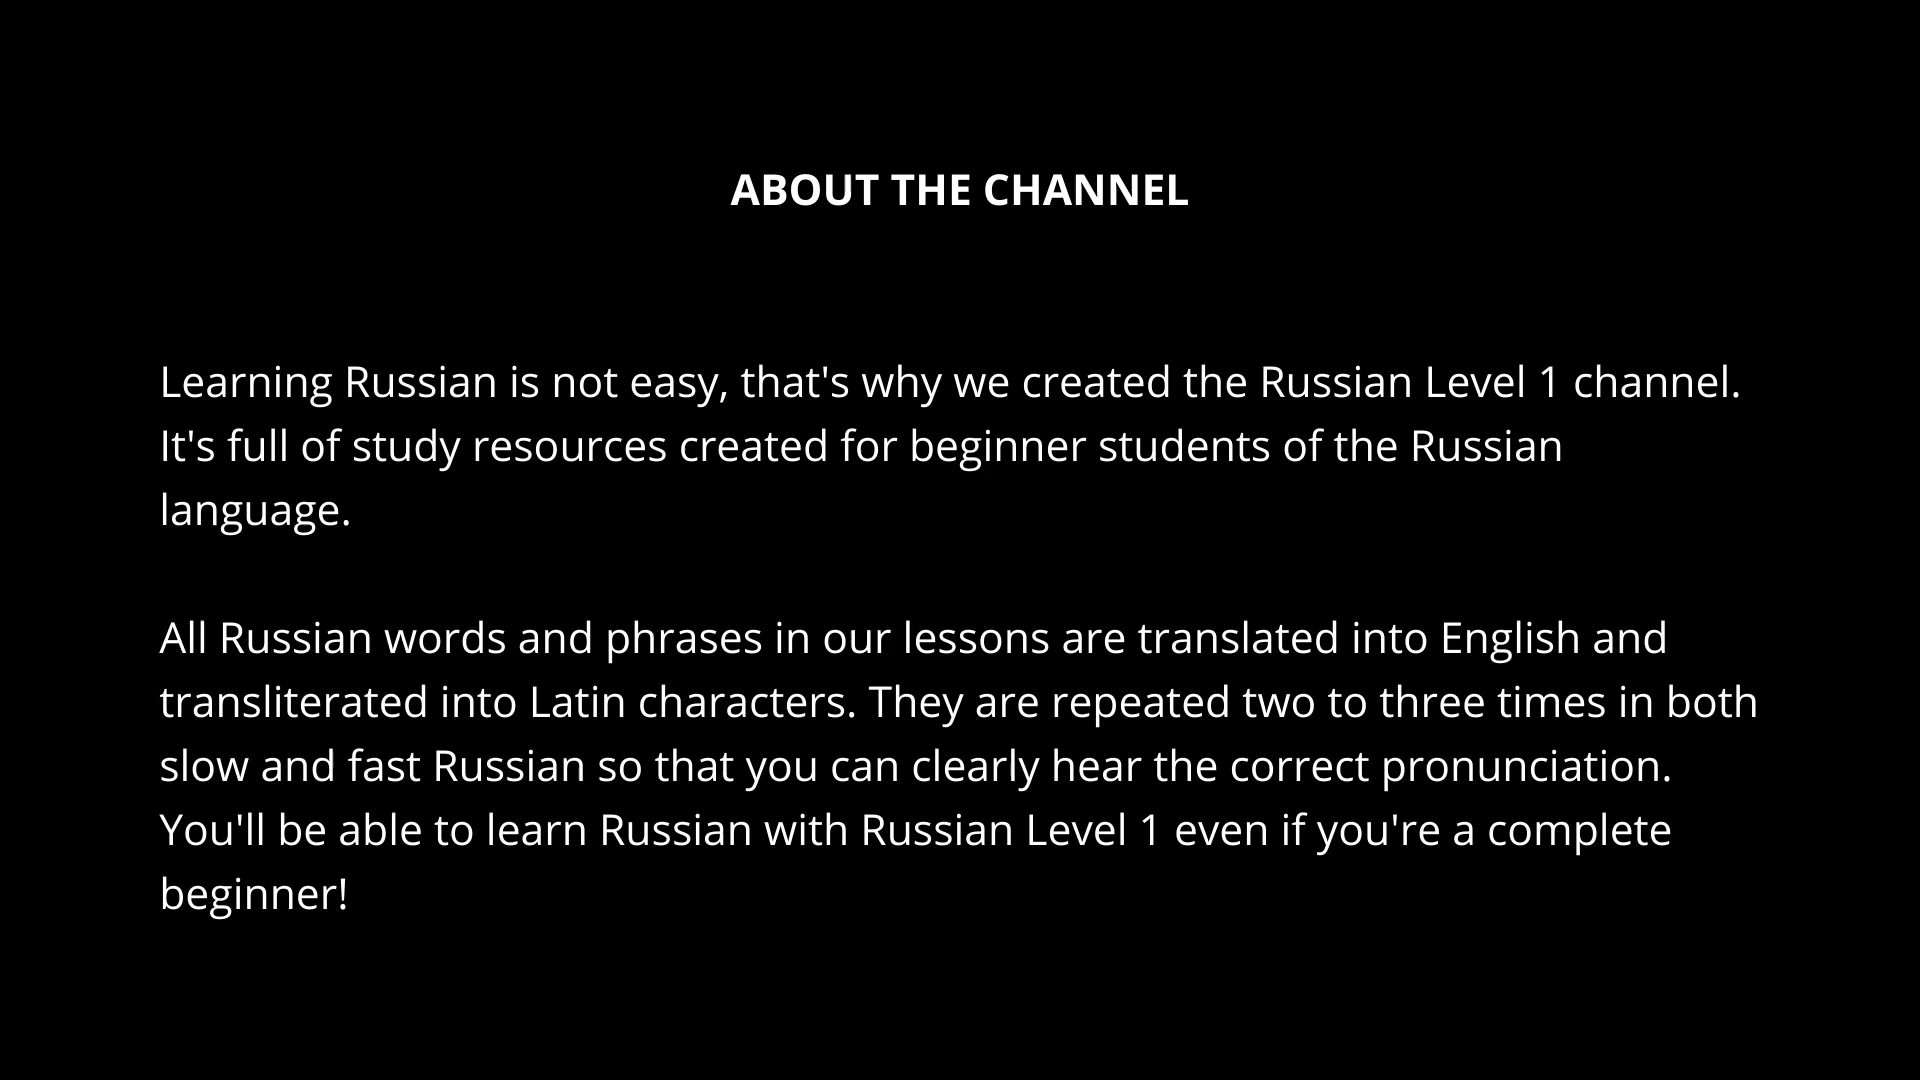 ABOUT THE CHANNEL
Learning Russian is not easy, that's why we created the Russian Level 1 channel.
It's full of study resources created for beginner students of the Russian
language.
All Russian words and phrases in our lessons are translated into English and
transliterated into Latin characters. They are repeated two to three times in both
slow and fast Russian so that you can clearly hear the correct pronunciation.
You'll be able to learn Russian with Russian Level 1 even if you're a complete
beginner!